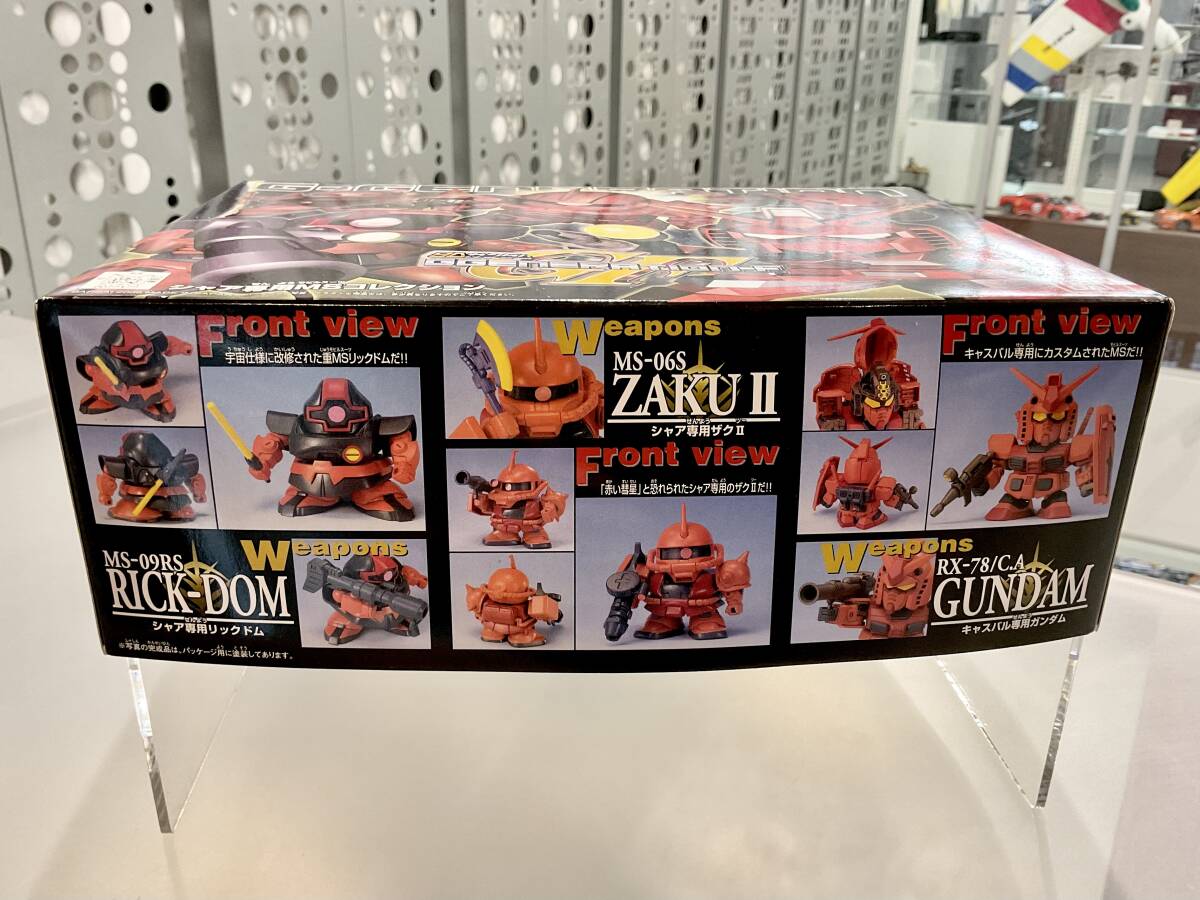 GENERATION
シャア専用MSコレクション
Front view
宇宙仕様に改修された重MSリックドムだ!!
MS-09RS
RICK-DOM
シャア専用リックドム
Weapons
※写真の完成品は、パッケージ用に塗装してあります。
Weapons
MS-06S
ZAKU II
シャア専用ザクII
Front view
「赤い彗星」と恐れられたシャア専用のザクIIだ!!
Front view
キャスバル専用にカスタムされたMSだ!!
Weapons
RX-78/C.A
GUNDAM
キャスバル専用ガンダム